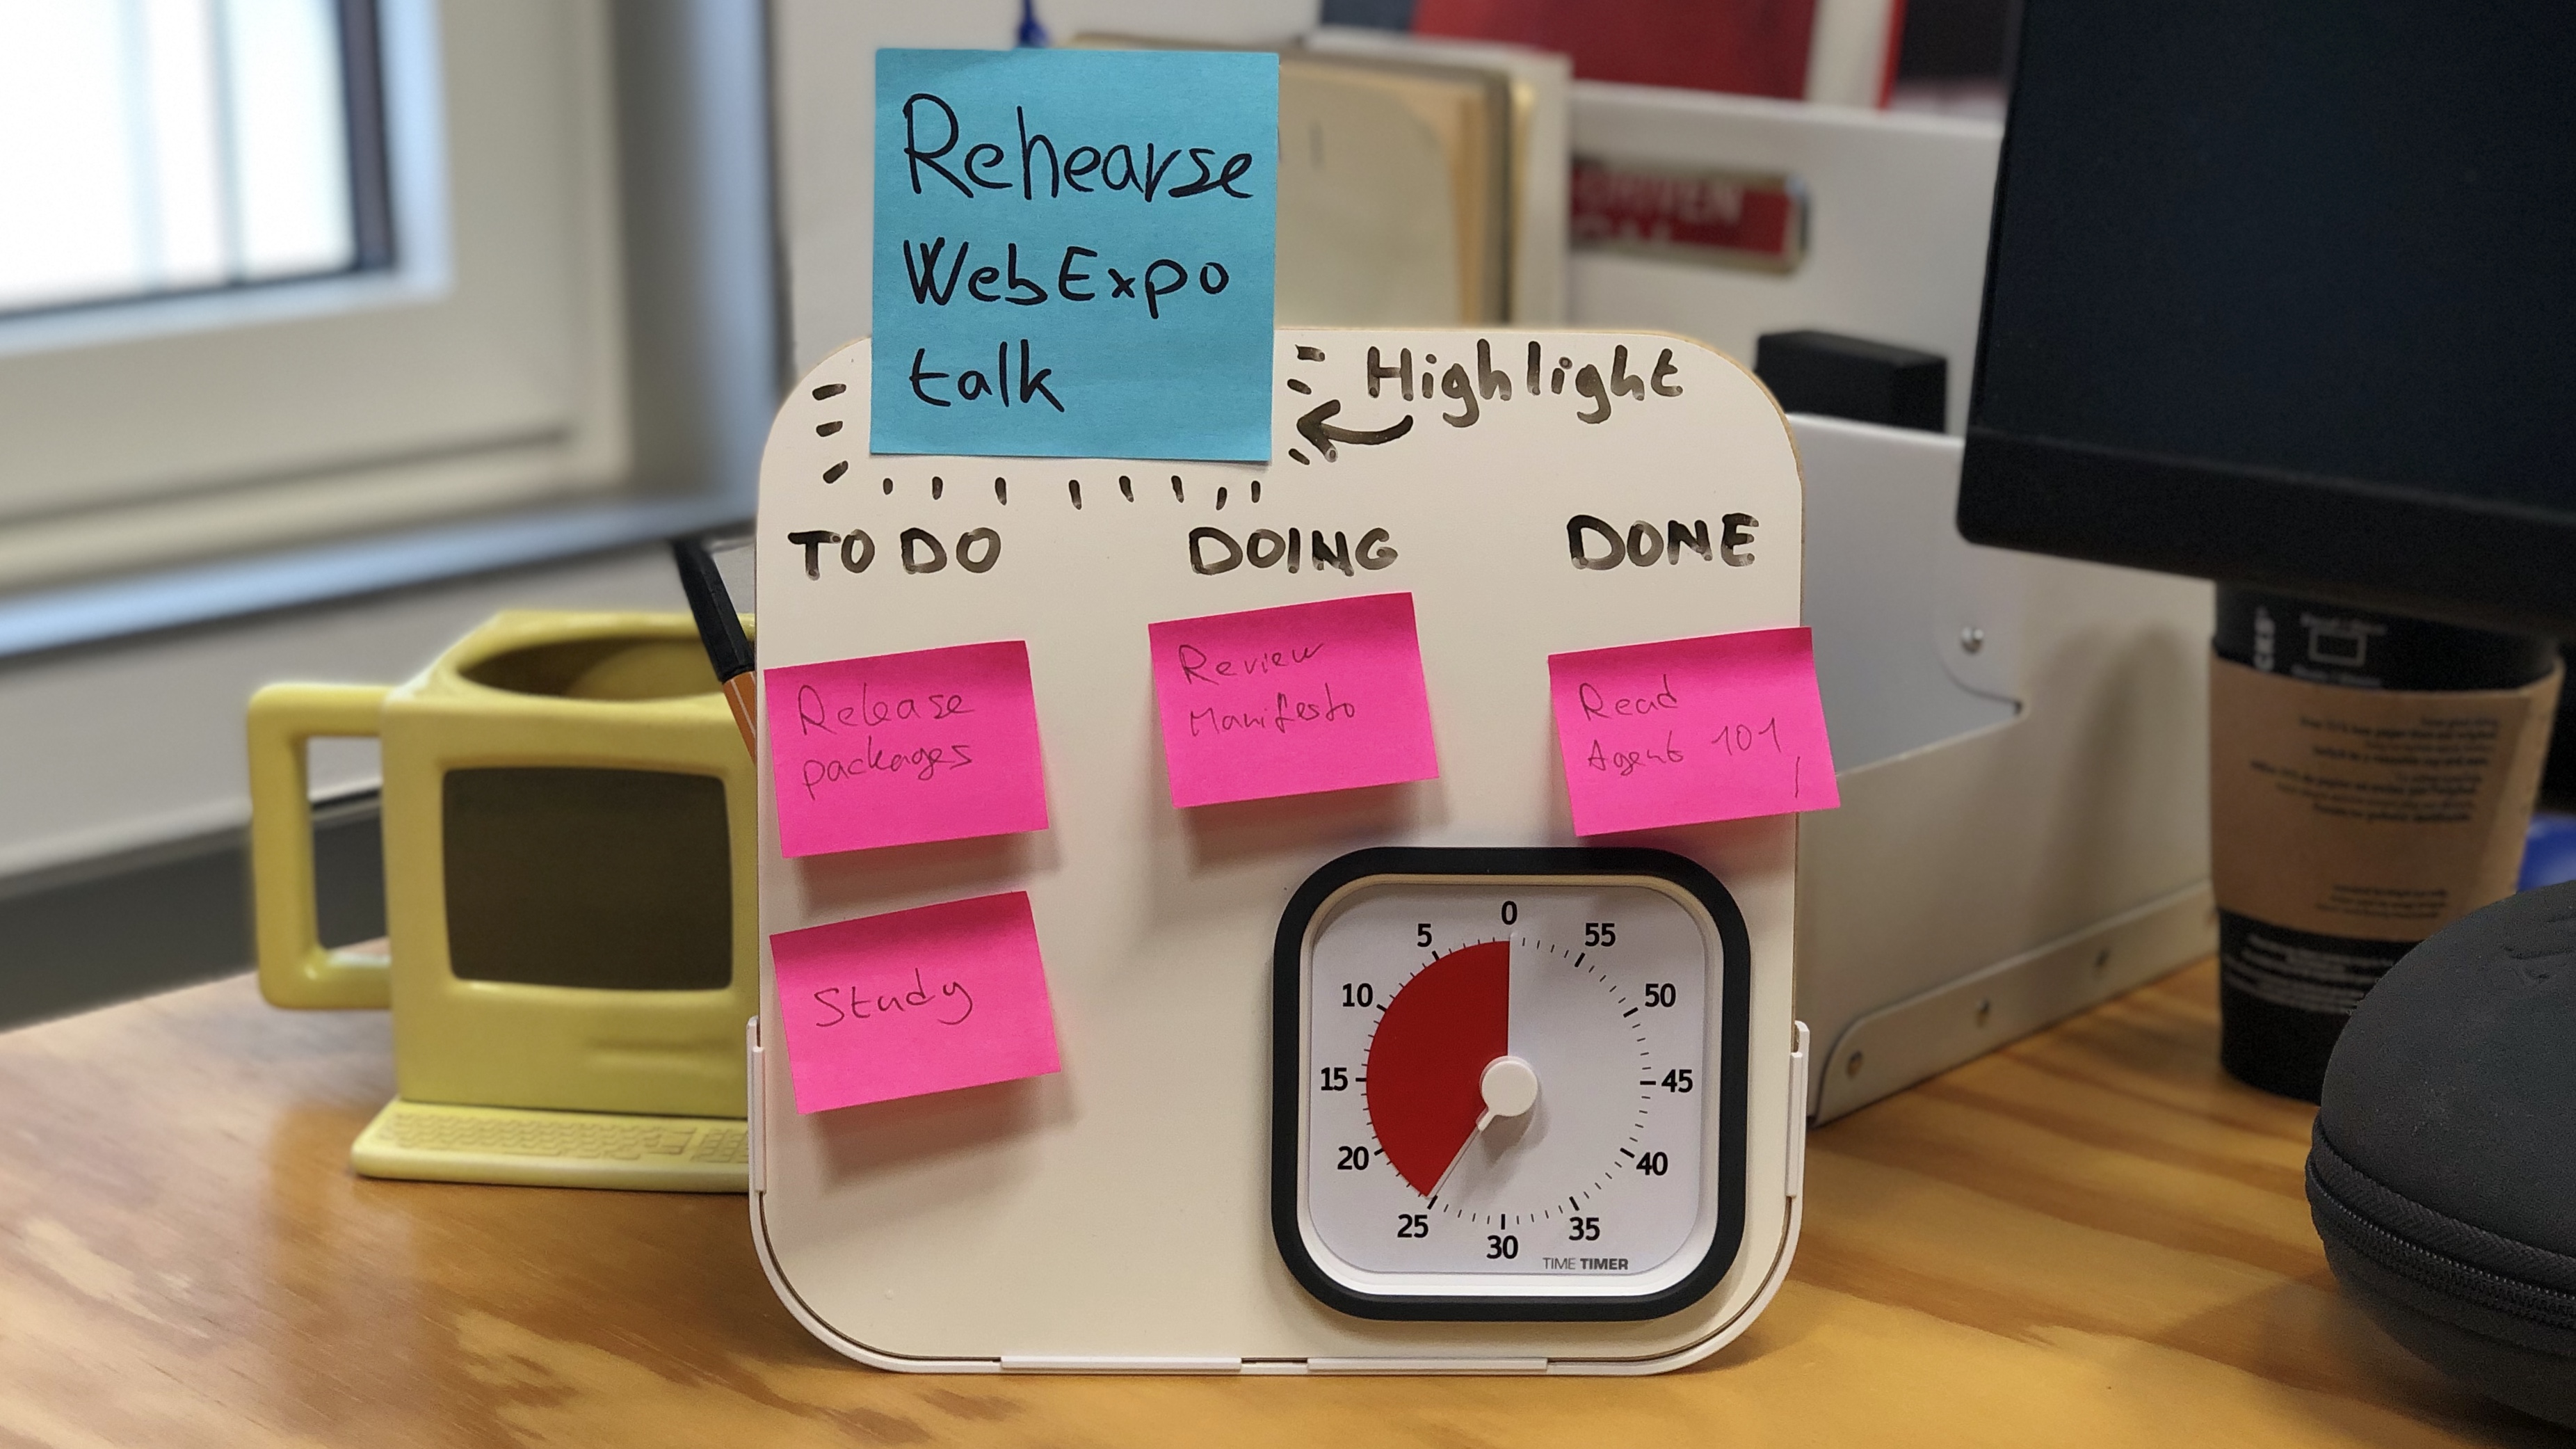 Rehearse
WebExpo
talk
Highlight
TO DO
DOING
DONE
Release
packages
Review
Manifesto
Read
Agent 101
Study
0
55
50
45
40
35
30
25
20
15
10
5
TIME TIMER